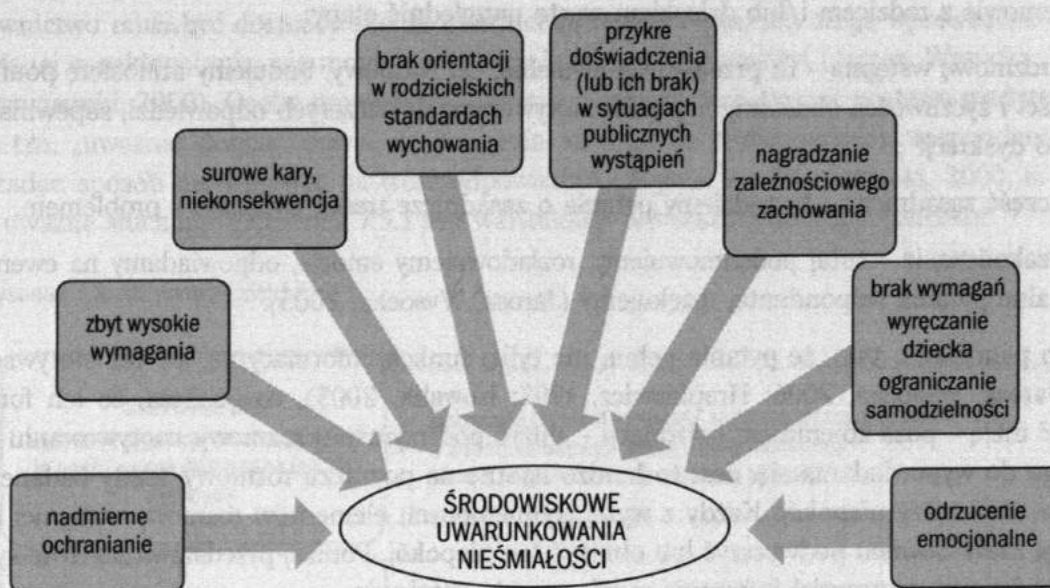 przykre
doświadczenia
(lub ich brak)
w sytuacjach
publicznych
wystąpień
brak orientacji
w rodzicielskich
standardach
wychowania
nagradzanie
zależnościowego
zachowania
surowe kary,
niekonsekwencja
brak wymagań
wyręczanie
dziecka
ograniczanie
samodzielności
zbyt wysokie
wymagania
nadmierne
ochranianie
ŚRODOWISKOWE
UWARUNKOWANIA
NIEŚMIAŁOŚCI
odrzucenie
emocjonalne